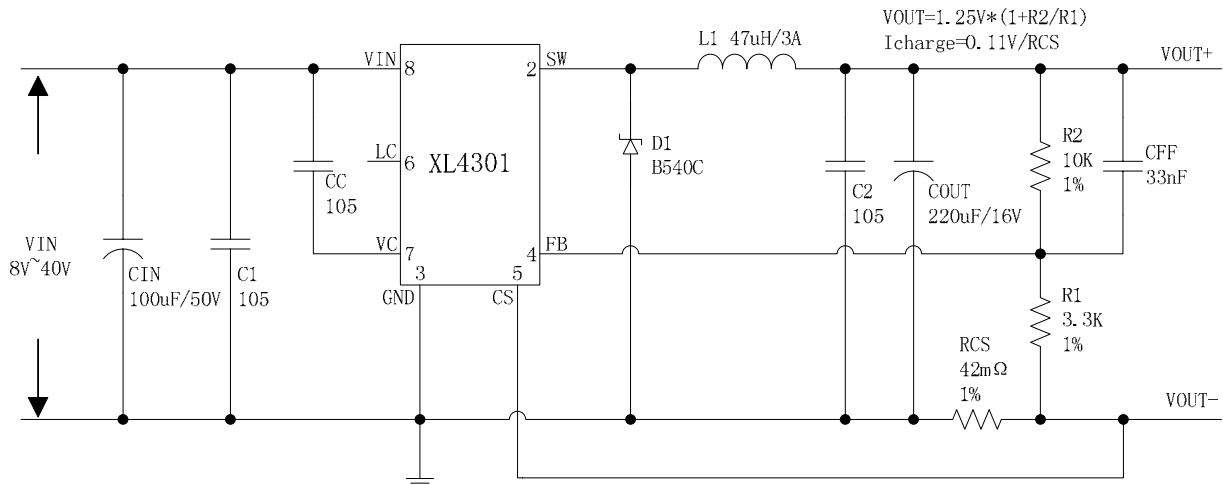 VOUT=1.25V*(1+R2/R1)
Icharge=0.11V/RCS
L1 47uH/3A
VOUT+
VIN
8
2
SW
LC
6
XL4301
D1
B540C
R2
10K
1%
CFF
33nF
CC
105
C2
105
COUT
220uF/16V
VIN
8V~40V
CIN
100uF/50V
C1
105
VC
7
4
FB
3
5
GND
CS
R1
3.3K
1%
RCS
42mΩ
1%
VOUT-